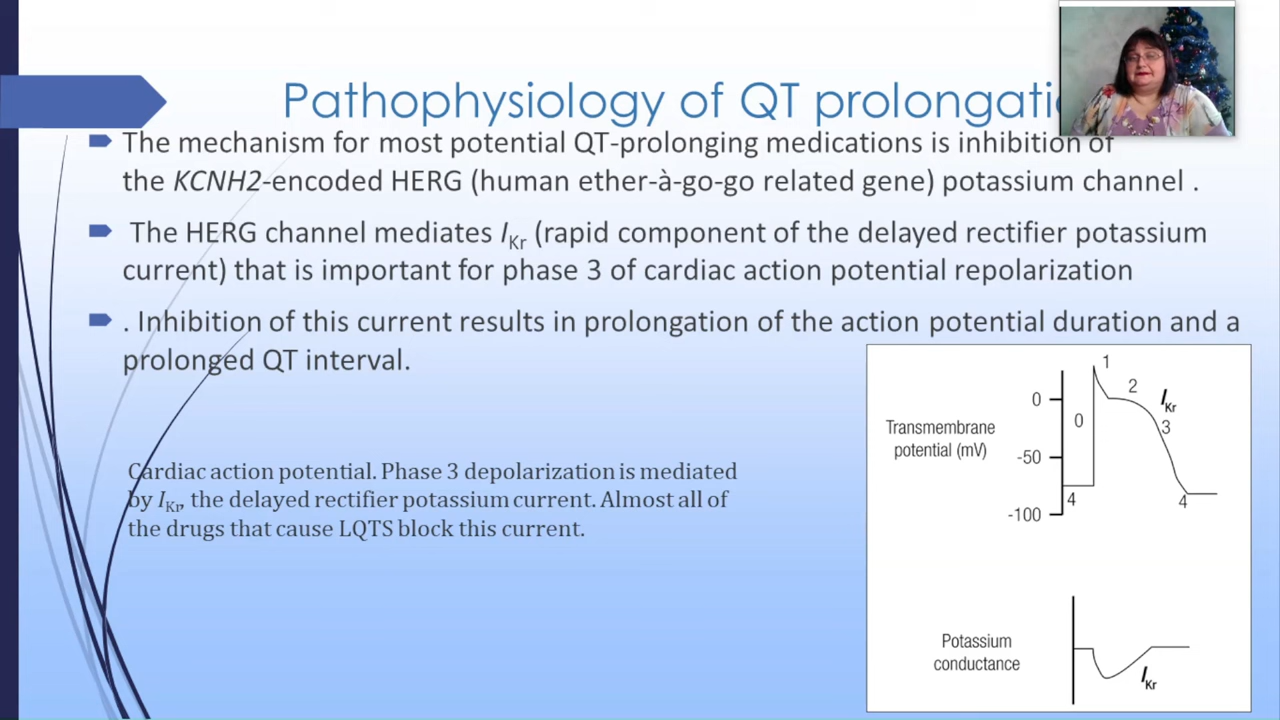 Pathophysiology of QT prolongati
The mechanism for most potential QT-prolonging medications is inhibition of
the KCNH2-encoded HERG (human ether-à-go-go related gene) potassium channel .
The HERG channel mediates IKr (rapid component of the delayed rectifier potassium
current) that is important for phase 3 of cardiac action potential repolarization
. Inhibition of this current results in prolongation of the action potential duration and a
prolonged QT interval.
Cardiac action potential. Phase 3 depolarization is mediated
by IKr, the delayed rectifier potassium current. Almost all of
the drugs that cause LQTS block this current.
1
2
0
IKr
0
3
Transmembrane
potential (mV)
-50
4
4
-100
Potassium
conductance
IKr